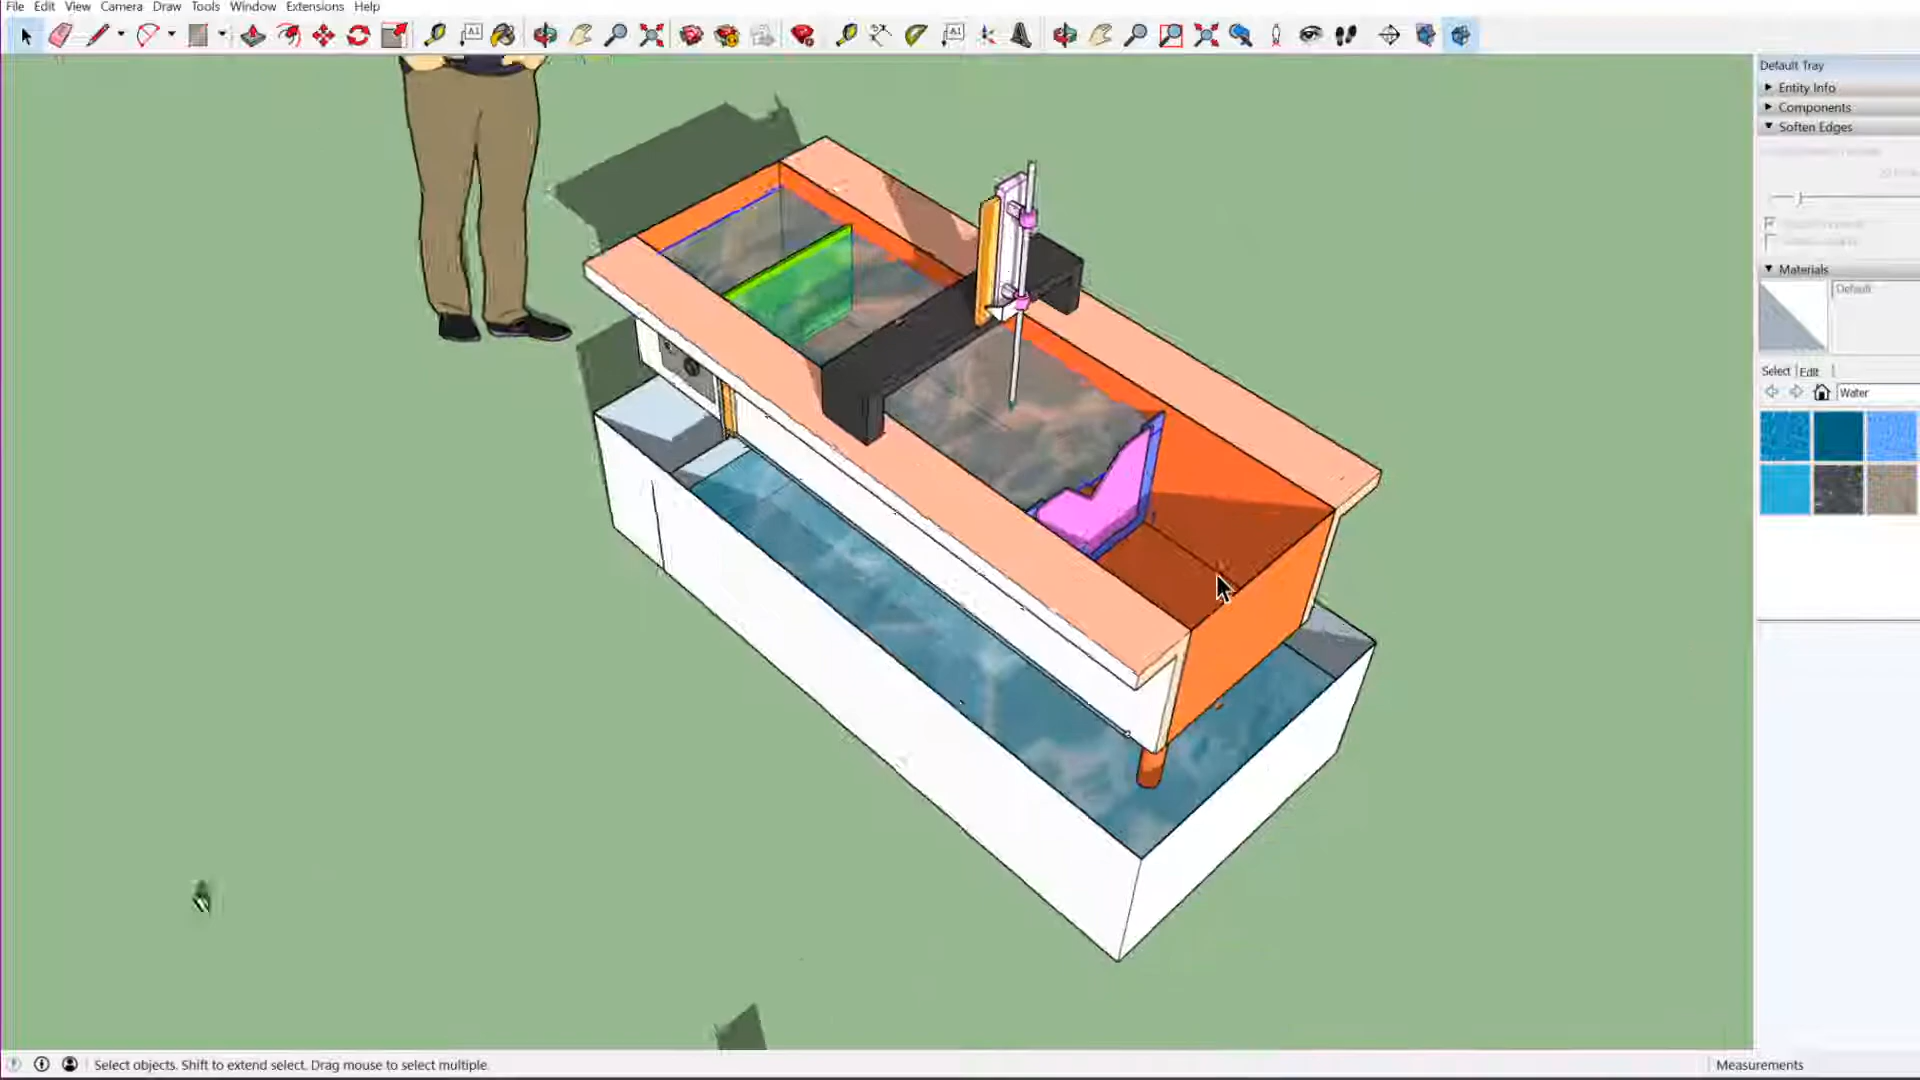 File Edit View Camera Draw Tools Window Extensions Help
Default Tray
Entity Info
Components
Soften Edges
Materials
Default
Select Edit
Water
Select objects. Shift to extend select. Drag mouse to select multiple.
Measurements